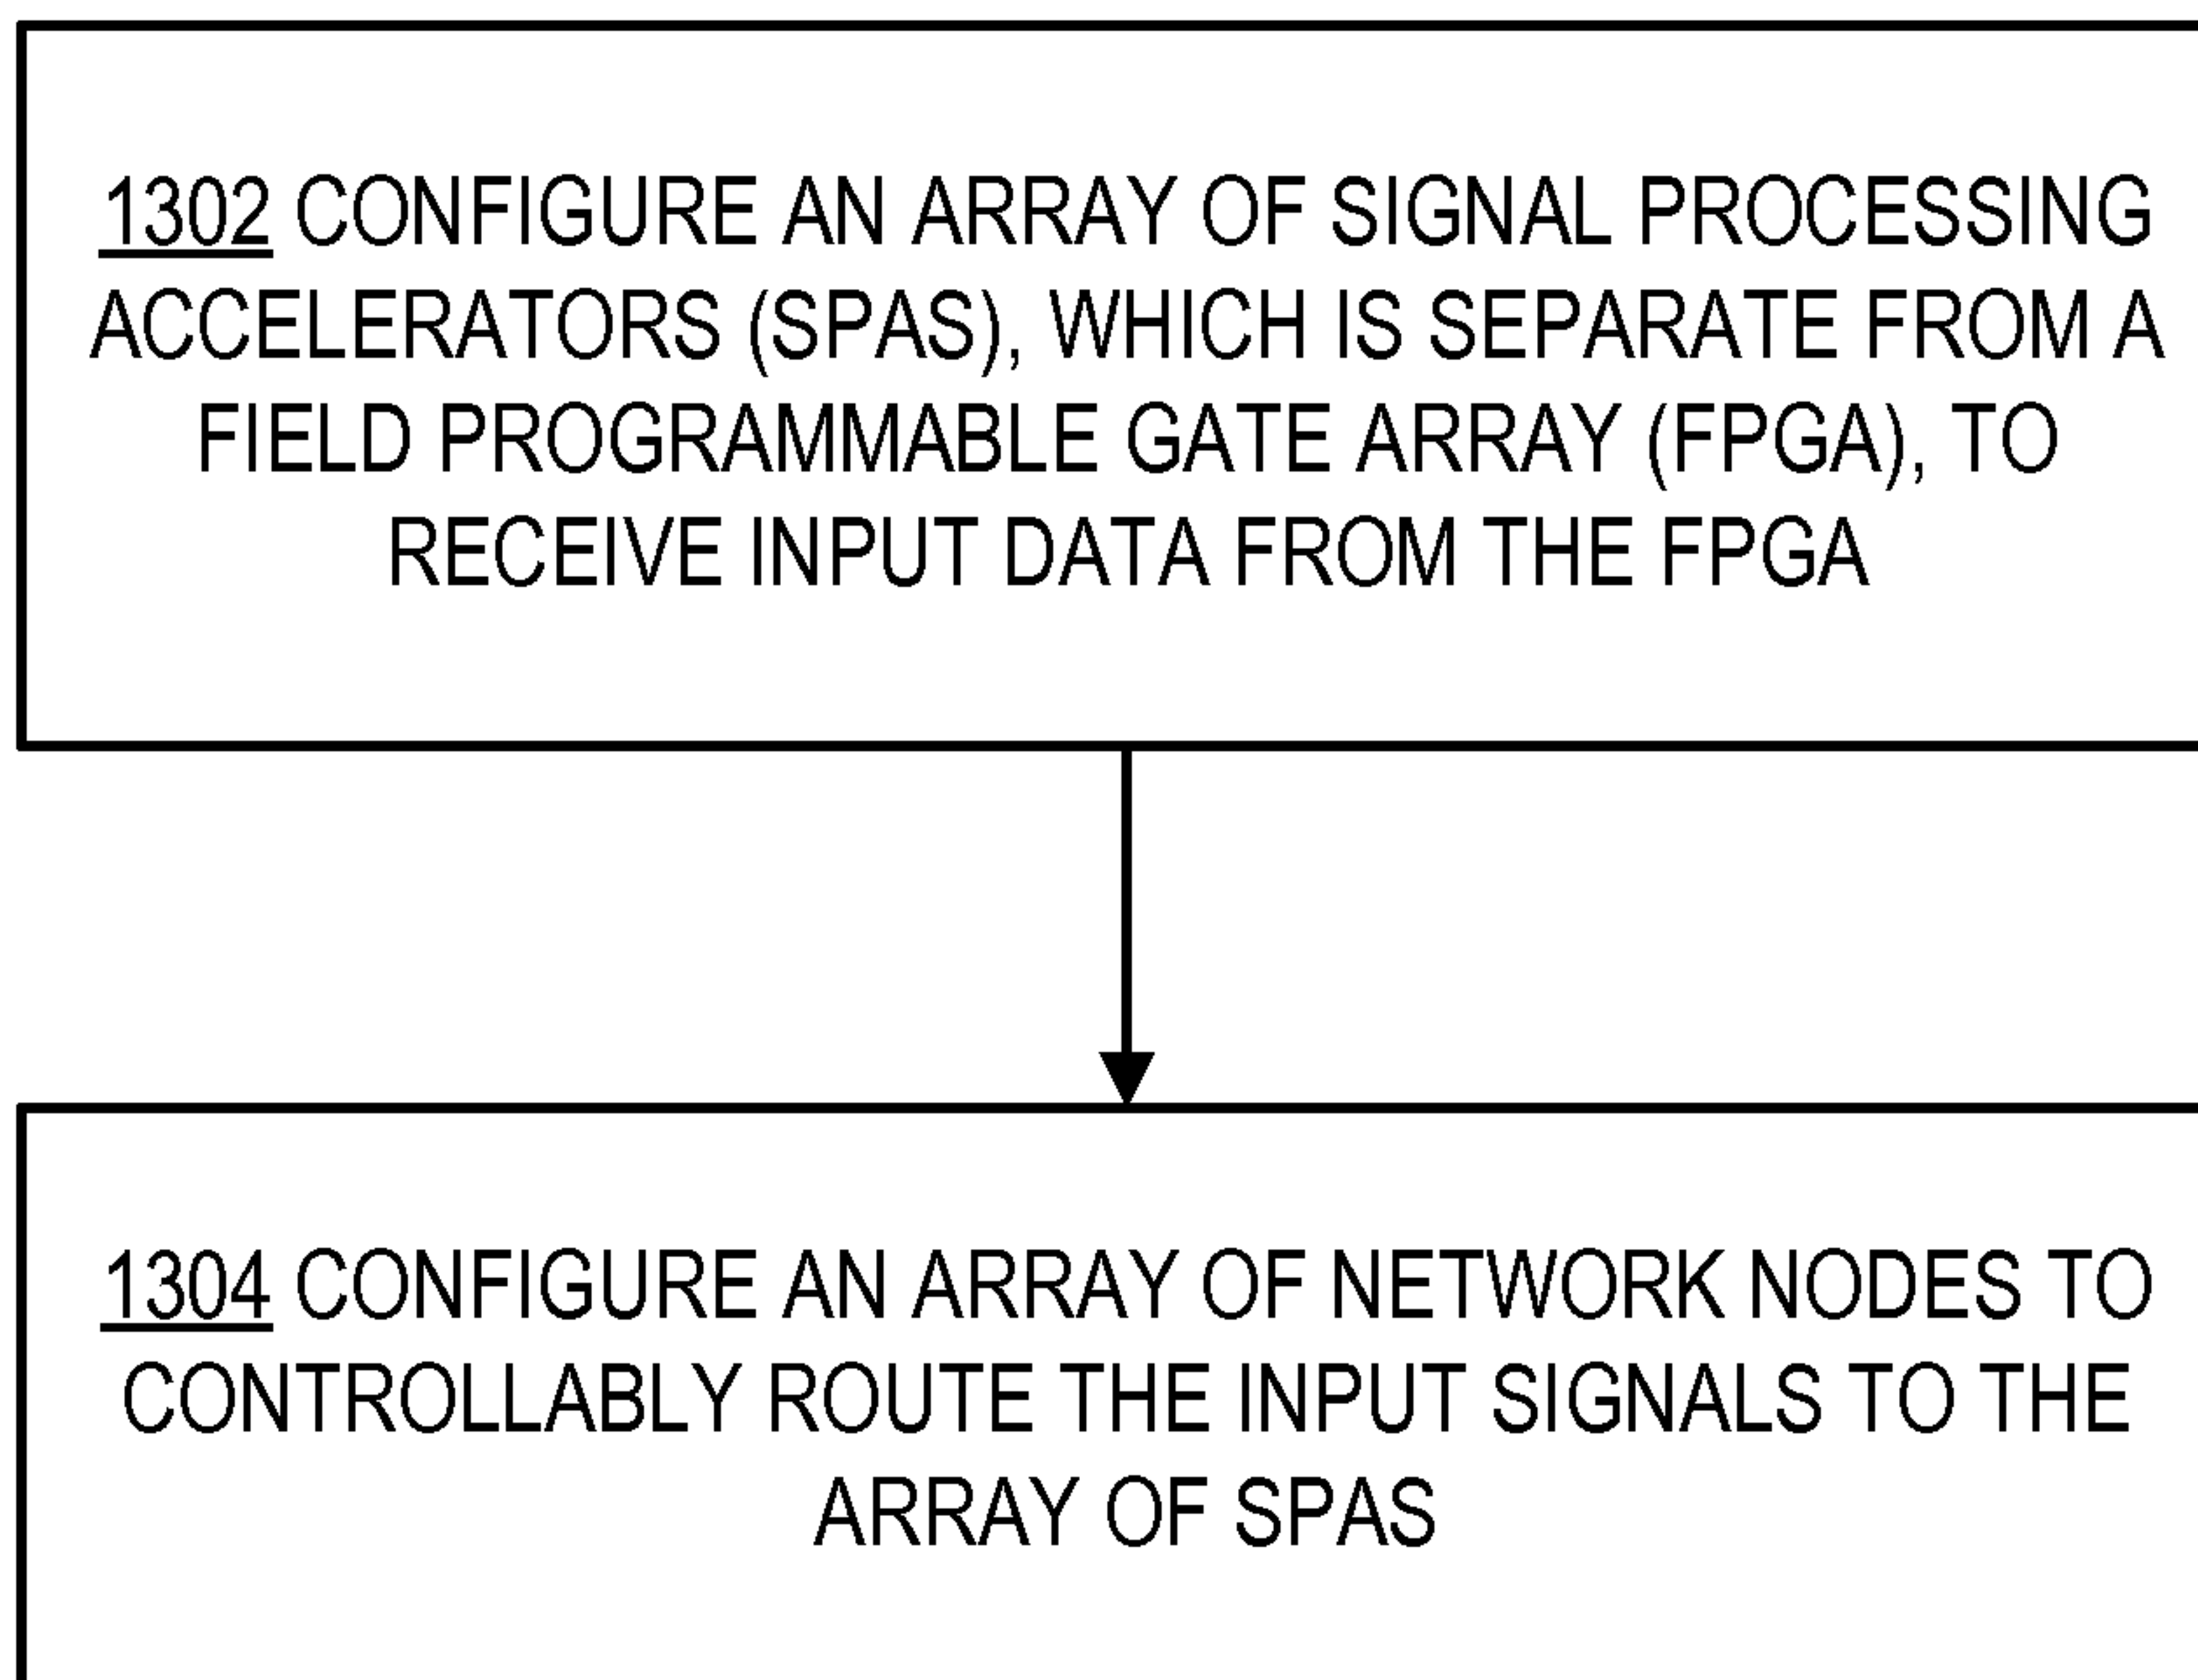 1302 CONFIGURE AN ARRAY OF SIGNAL PROCESSING
ACCELERATORS (SPAS), WHICH IS SEPARATE FROM A
FIELD PROGRAMMABLE GATE ARRAY (FPGA), TO
RECEIVE INPUT DATA FROM THE FPGA
1304 CONFIGURE AN ARRAY OF NETWORK NODES TO
CONTROLLABLY ROUTE THE INPUT SIGNALS TO THE
ARRAY OF SPAS